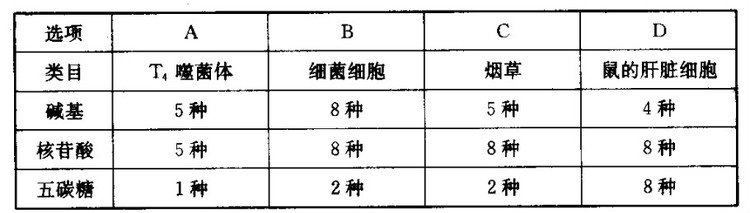 选项 A B C D
类目 T₄ 噬菌体 细菌细胞 烟草 鼠的肝脏细胞
碱基 5 种 8 种 5 种 4 种
核苷酸 5 种 8 种 8 种 8 种
五碳糖 1 种 2 种 2 种 8 种